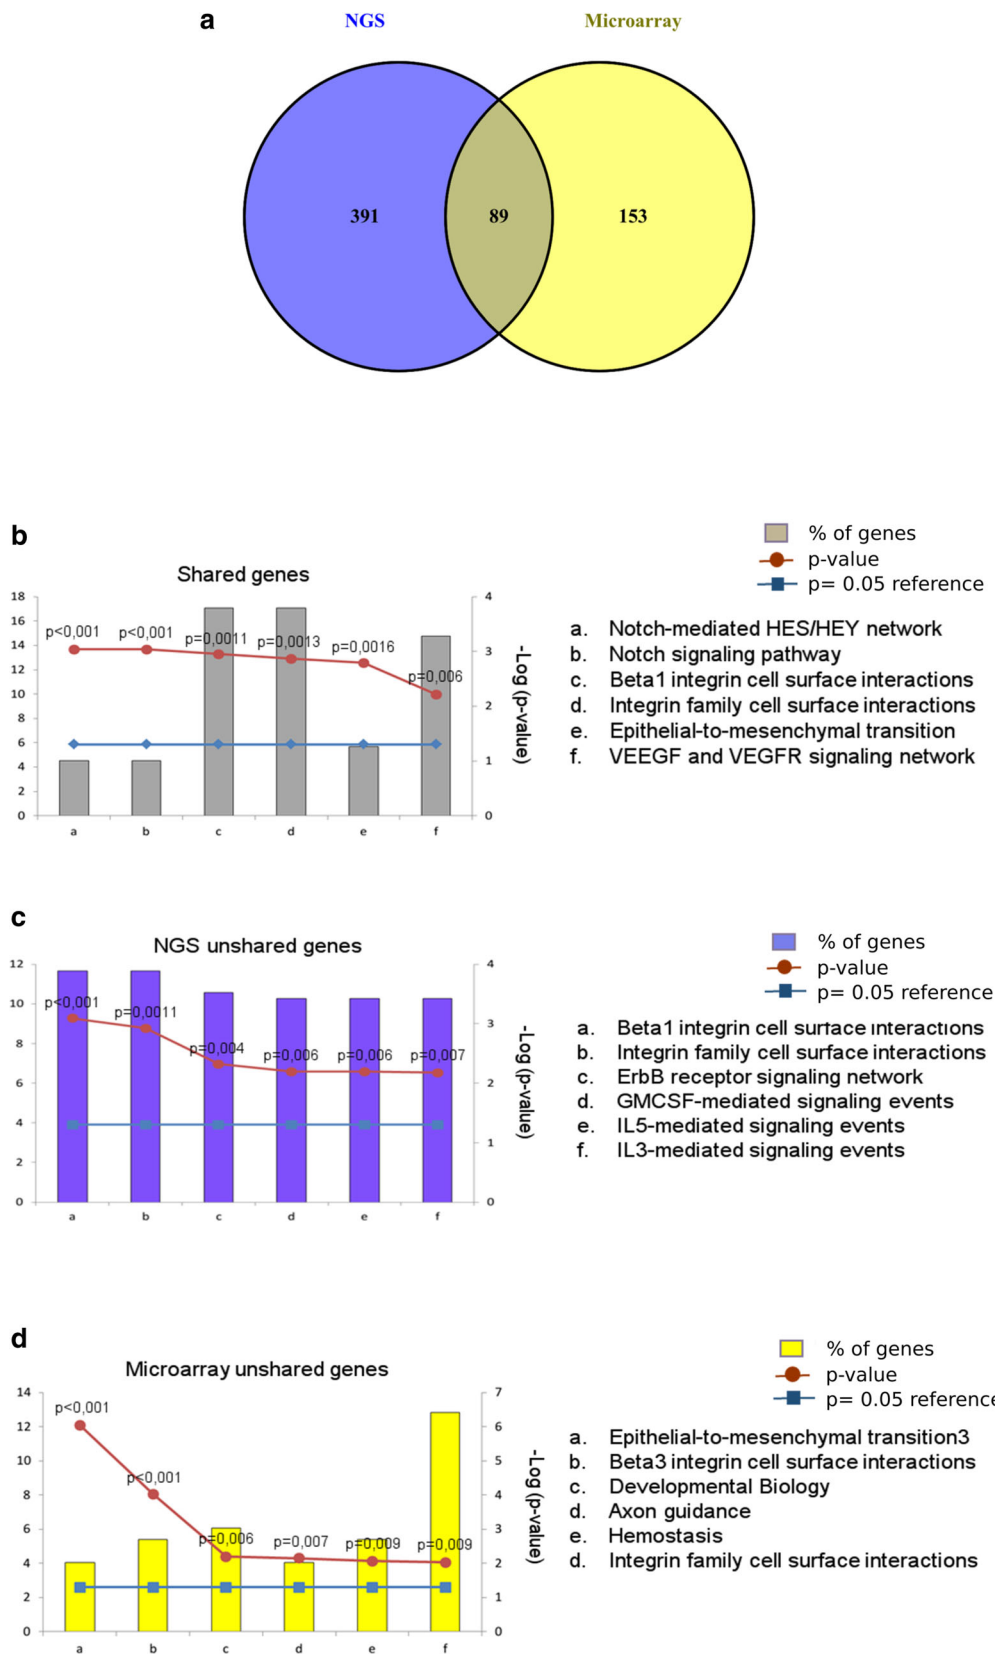 a
NGS
Microarray
391
89
153
b
% of genes
p-value
p= 0.05 reference
Shared genes
18
16
14
12
10
8
6
4
2
0
p<0,001
p<0,001
p=0,0011
p=0,0013
p=0,0016
p=0,006
4
3
2
1
0
-Log (p-value)
a
b
c
d
e
f
a. Notch-mediated HES/HEY network
b. Notch signaling pathway
c. Beta1 integrin cell surface interactions
d. Integrin family cell surface interactions
e. Epithelial-to-mesenchymal transition
f. VEEGF and VEGFR signaling network
c
NGS unshared genes
% of genes
p-value
p= 0.05 reference
12
10
8
6
4
2
0
p<0,001
p=0,0011
p=0,004
p=0,006
p=0,006
p=0,007
4
3
2
1
0
-Log (p-value)
a
b
c
d
e
f
a. Beta1 integrin cell surface interactions
b. Integrin family cell surface interactions
c. ErbB receptor signaling network
d. GMCSF-mediated signaling events
e. IL5-mediated signaling events
f. IL3-mediated signaling events
d
Microarray unshared genes
% of genes
p-value
p= 0.05 reference
14
12
10
8
6
4
2
0
p<0,001
p<0,001
p=0,006
p=0,007
p=0,009
p=0,009
7
6
5
4
3
2
1
0
-Log (p-value)
a
b
c
d
e
f
a. Epithelial-to-mesenchymal transition3
b. Beta3 integrin cell surface interactions
c. Developmental Biology
d. Axon guidance
e. Hemostasis
d. Integrin family cell surface interactions